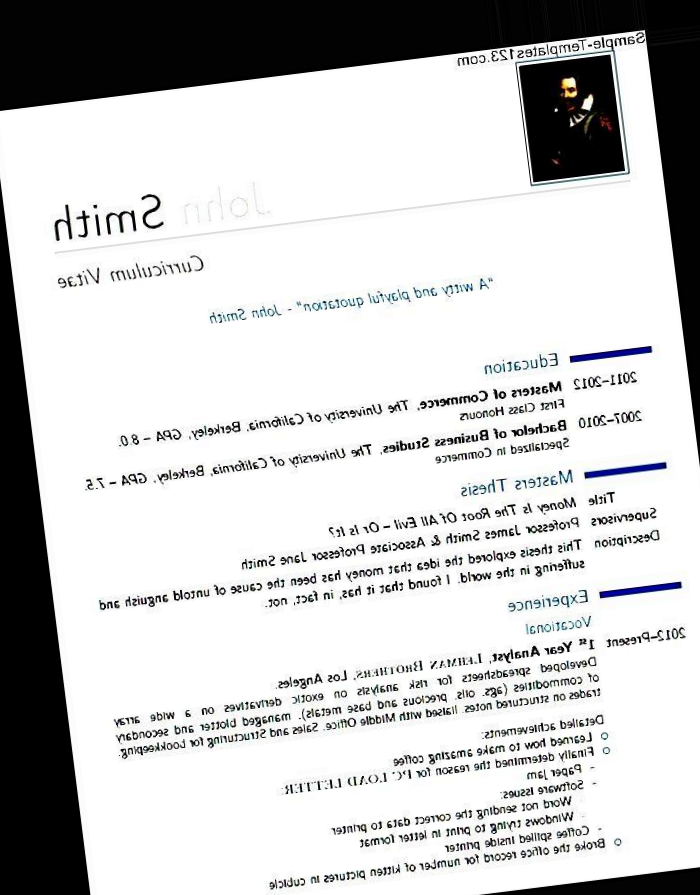 Sample-Templates123.com
John Smith
Curriculum Vitae
"A witty and playful quotation" - John Smith
Education
2011–2012 Masters of Commerce, The University of California, Berkeley, GPA – 8.0.
First Class Honours
2007–2010 Bachelor of Business Studies, The University of California, Berkeley, GPA – 7.5.
Specialized in Commerce
Masters Thesis
Title Money Is The Root Of All Evil – Or Is It?
Supervisors Professor James Smith & Associate Professor Jane Smith
Description This thesis explored the idea that money has been the cause of untold anguish and
suffering in the world. I found that it has, in fact, not.
Experience
Vocational
2012–Present 1st Year Analyst, LEHMAN BROTHERS, Los Angeles.
Developed spreadsheets for risk analysis on exotic derivatives on a wide array
of commodities (ags, oils, precious and base metals), managed blotter and secondary
trades on structured notes, liaised with Middle Office, Sales and Structuring for bookkeeping.
Detailed achievements:
○ Learned how to make amazing coffee
○ Finally determined the reason for PC LOAD LETTER:
- Paper Jam
- Software Issues:
Word not sending the correct data to printer
Windows trying to print in letter format
- Coffee spilled inside printer
○ Broke the office record for number of kitten pictures in cubicle